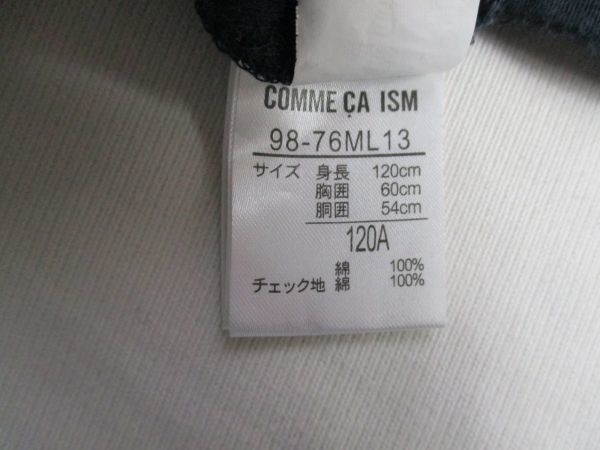 COMME ÇA ISM
98-76ML13
サイズ 身長 120cm
胸囲 60cm
胴囲 54cm
120A
綿 100%
チェック地 綿 100%